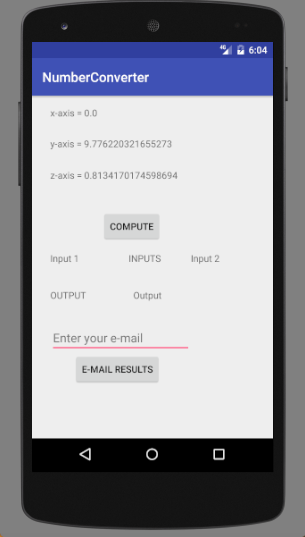 4G 6:04
NumberConverter
x-axis = 0.0
y-axis = 9.776220321655273
z-axis = 0.8134170174598694
COMPUTE
Input 1 INPUTS Input 2
OUTPUT Output
Enter your e-mail
E-MAIL RESULTS